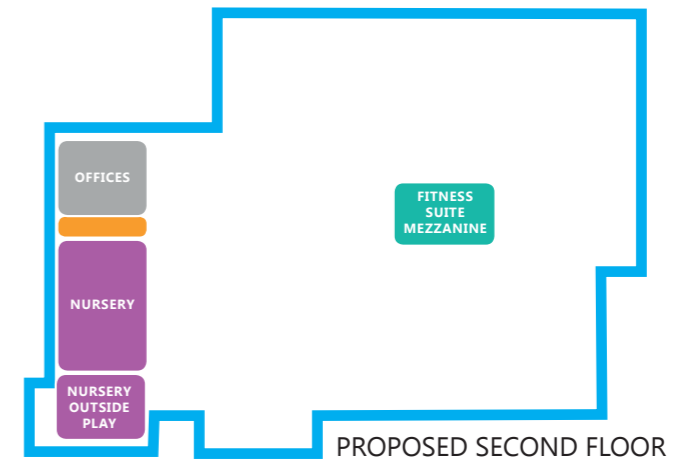 OFFICES
FITNESS
SUITE
MEZZANINE
NURSERY
NURSERY
OUTSIDE
PLAY
PROPOSED SECOND FLOOR